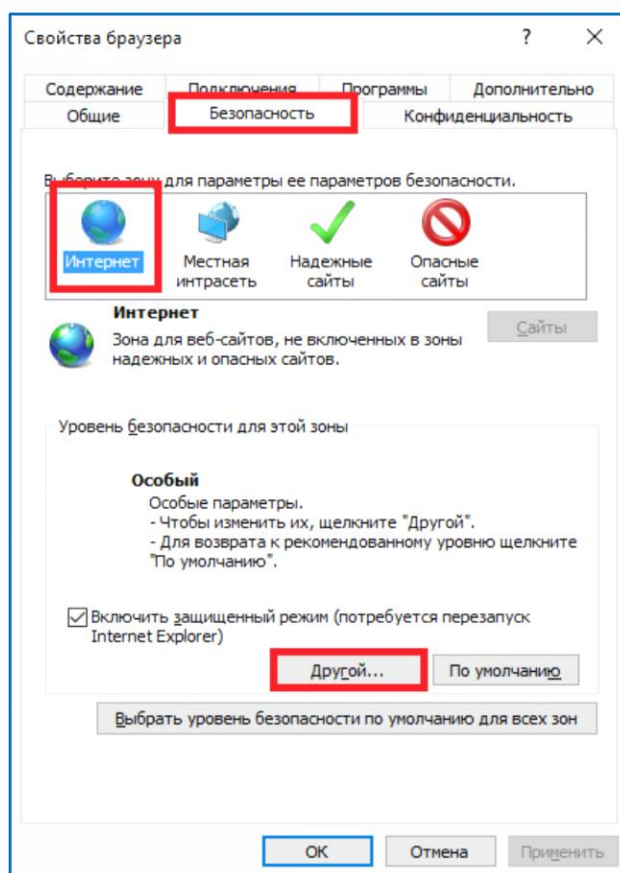 Свойства браузера ? ×
Содержание Подключения Программы Дополнительно
Общие Безопасность Конфиденциальность
Выберите зону для параметры ее параметров безопасности.
Интернет Местная интрасеть Надежные сайты Опасные сайты
Интернет
Зона для веб-сайтов, не включенных в зоны
надежных и опасных сайтов.
Сайты
Уровень безопасности для этой зоны
Особый
Особые параметры.
- Чтобы изменить их, щелкните "Другой".
- Для возврата к рекомендованному уровню щелкните
"По умолчанию".
Включить защищенный режим (потребуется перезапуск
Internet Explorer)
Другой... По умолчанию
Выбрать уровень безопасности по умолчанию для всех зон
ОК Отмена Применить